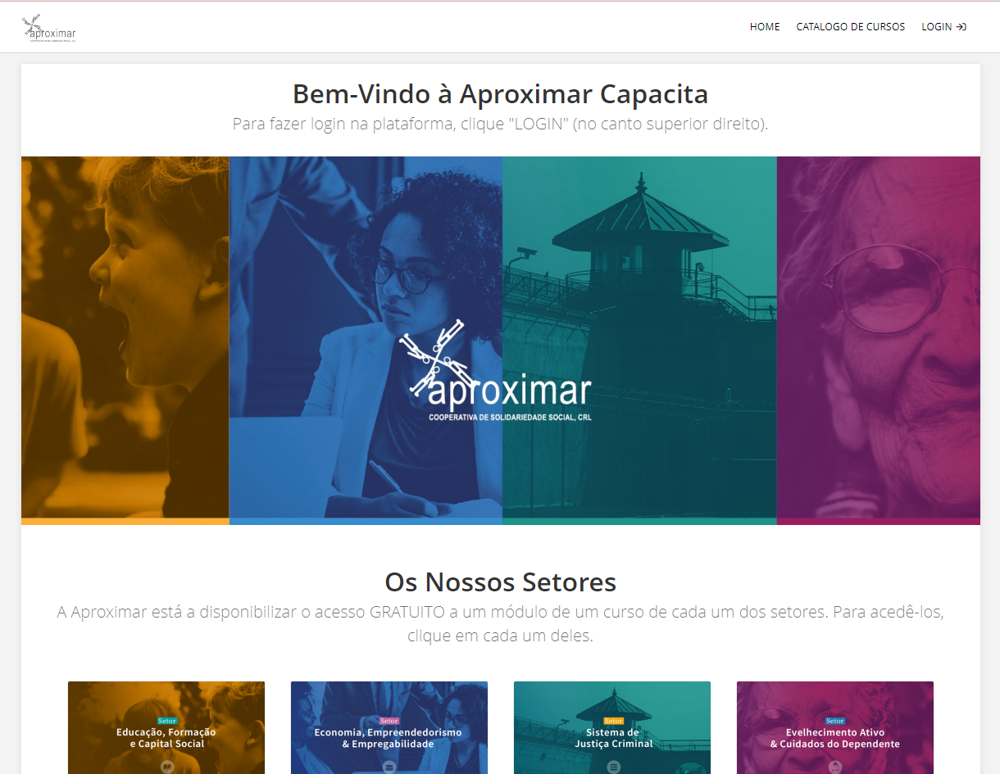 aproximar
HOME CATALOGO DE CURSOS LOGIN
Bem-Vindo à Aproximar Capacita
Para fazer login na plataforma, clique "LOGIN" (no canto superior direito).
aproximar
COOPERATIVA DE SOLIDARIEDADE SOCIAL, CRL
Os Nossos Setores
A Aproximar está a disponibilizar o acesso GRATUITO a um módulo de um curso de cada um dos setores. Para acedê-los,
clique em cada um deles.
Setor
Educação, Formação
e Capital Social
Setor
Economia, Empreendedorismo
& Empregabilidade
Setor
Sistema de
Justiça Criminal
Setor
Evelhecimento Ativo
& Cuidados do Dependente